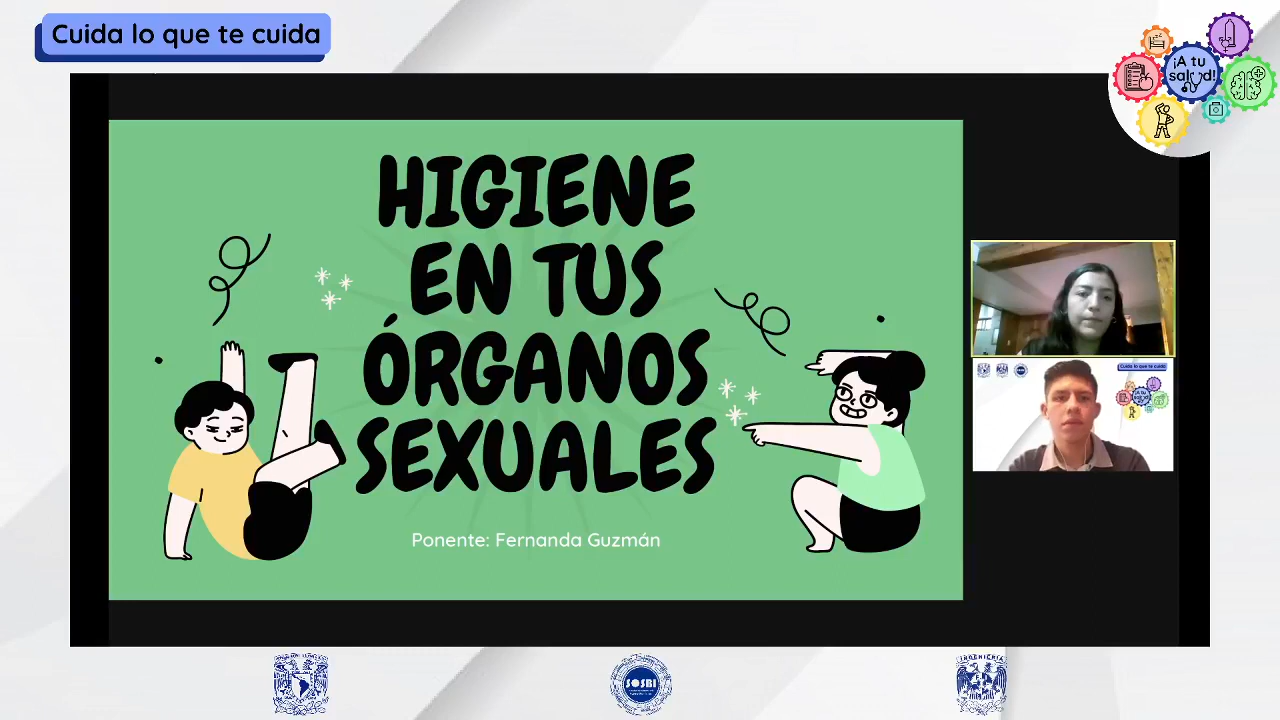 Cuida lo que te cuida
¡A tu
salud!
HIGIENE
EN TUS
ÓRGANOS
SEXUALES
Ponente: Fernanda Guzmán
Cuida lo que te cuida
SOSBI
INGENIERIA